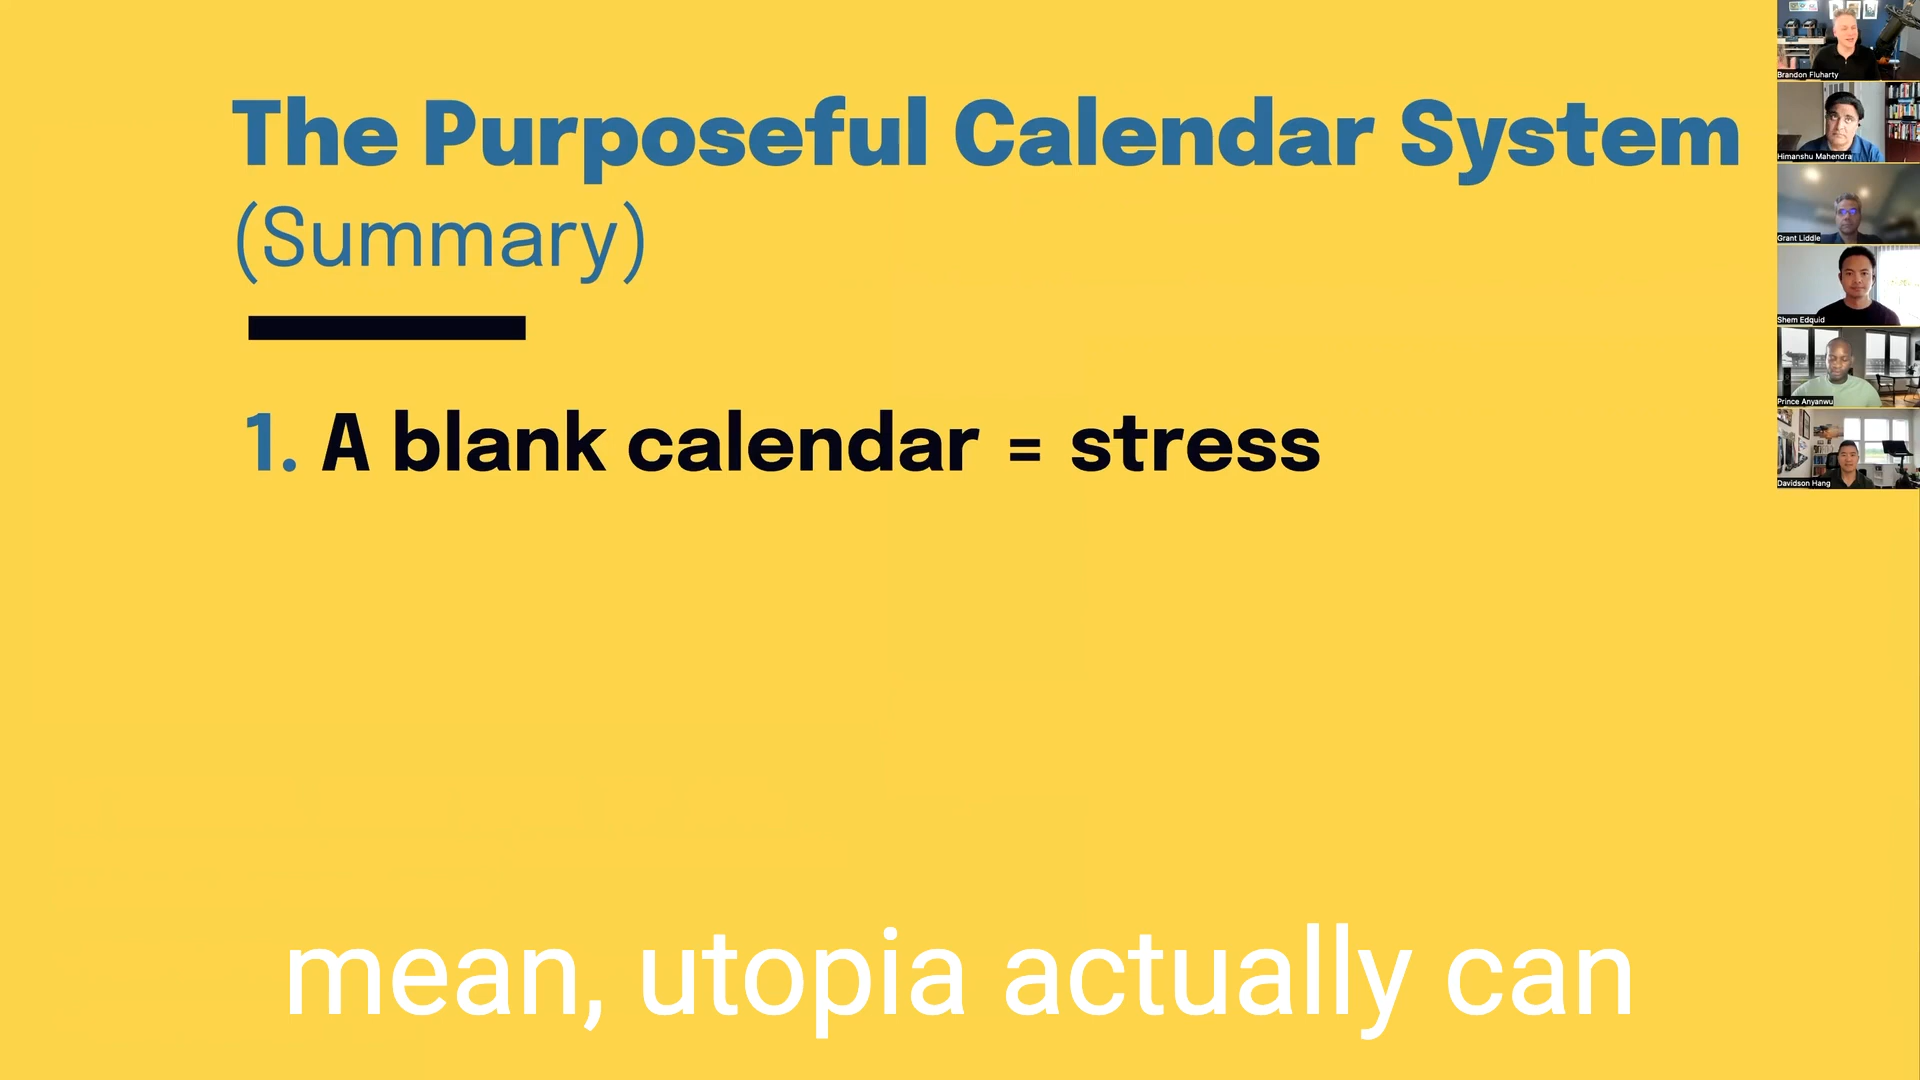 The Purposeful Calendar System
(Summary)
1. A blank calendar = stress
mean, utopia actually can
Brandon Fluharty
Himanshu Mahendra
Grant Liddle
Shem Edquid
Prince Anyanwu
Davidson Hang